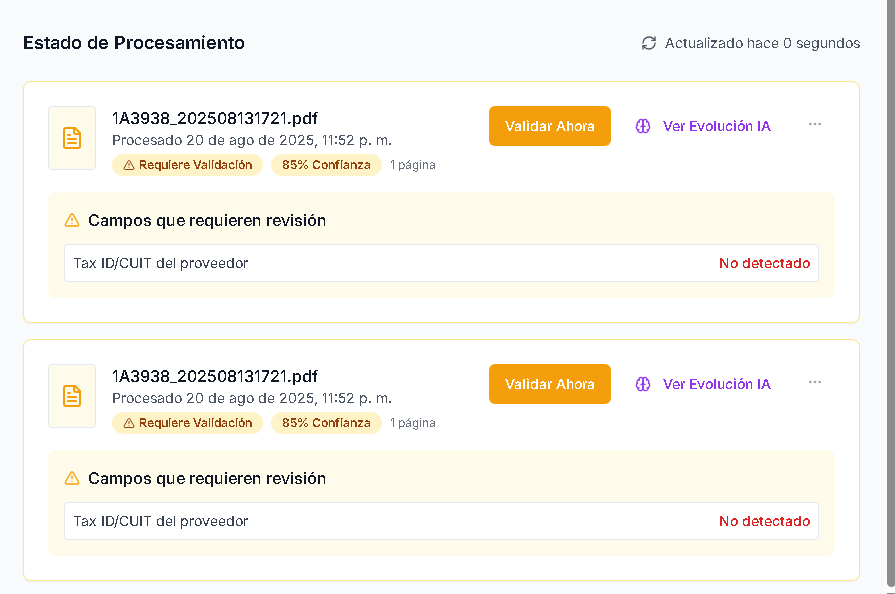 Estado de Procesamiento
Actualizado hace 0 segundos
1A3938_202508131721.pdf
Procesado 20 de ago de 2025, 11:52 p. m.
Requiere Validación 85% Confianza 1 página
Validar Ahora
Ver Evolución IA
Campos que requieren revisión
Tax ID/CUIT del proveedor No detectado
1A3938_202508131721.pdf
Procesado 20 de ago de 2025, 11:52 p. m.
Requiere Validación 85% Confianza 1 página
Validar Ahora
Ver Evolución IA
Campos que requieren revisión
Tax ID/CUIT del proveedor No detectado